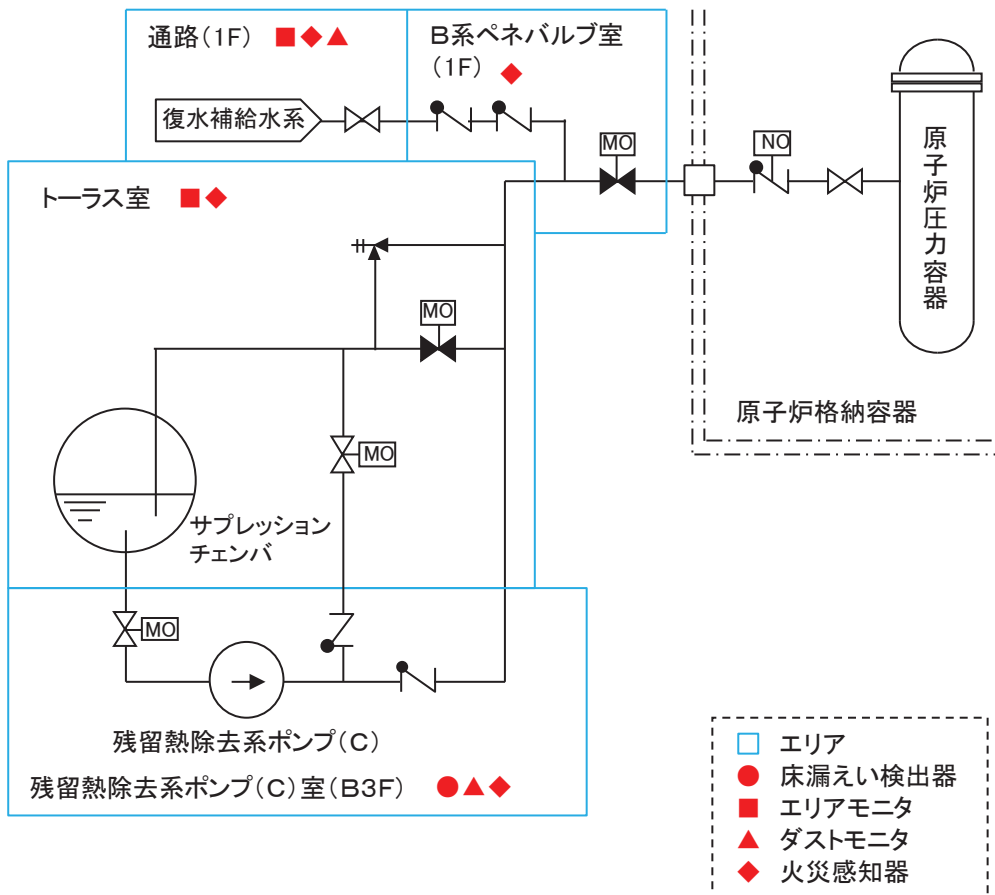 通路(1F)
B系ペネバルブ室
(1F)
復水補給水系
MO
NO
原子炉圧力容器
トーラス室
MO
原子炉格納容器
MO
サプレッション
チェンバ
MO
残留熱除去系ポンプ(C)
残留熱除去系ポンプ(C)室(B3F)
エリア
床漏えい検出器
エリアモニタ
ダストモニタ
火災感知器